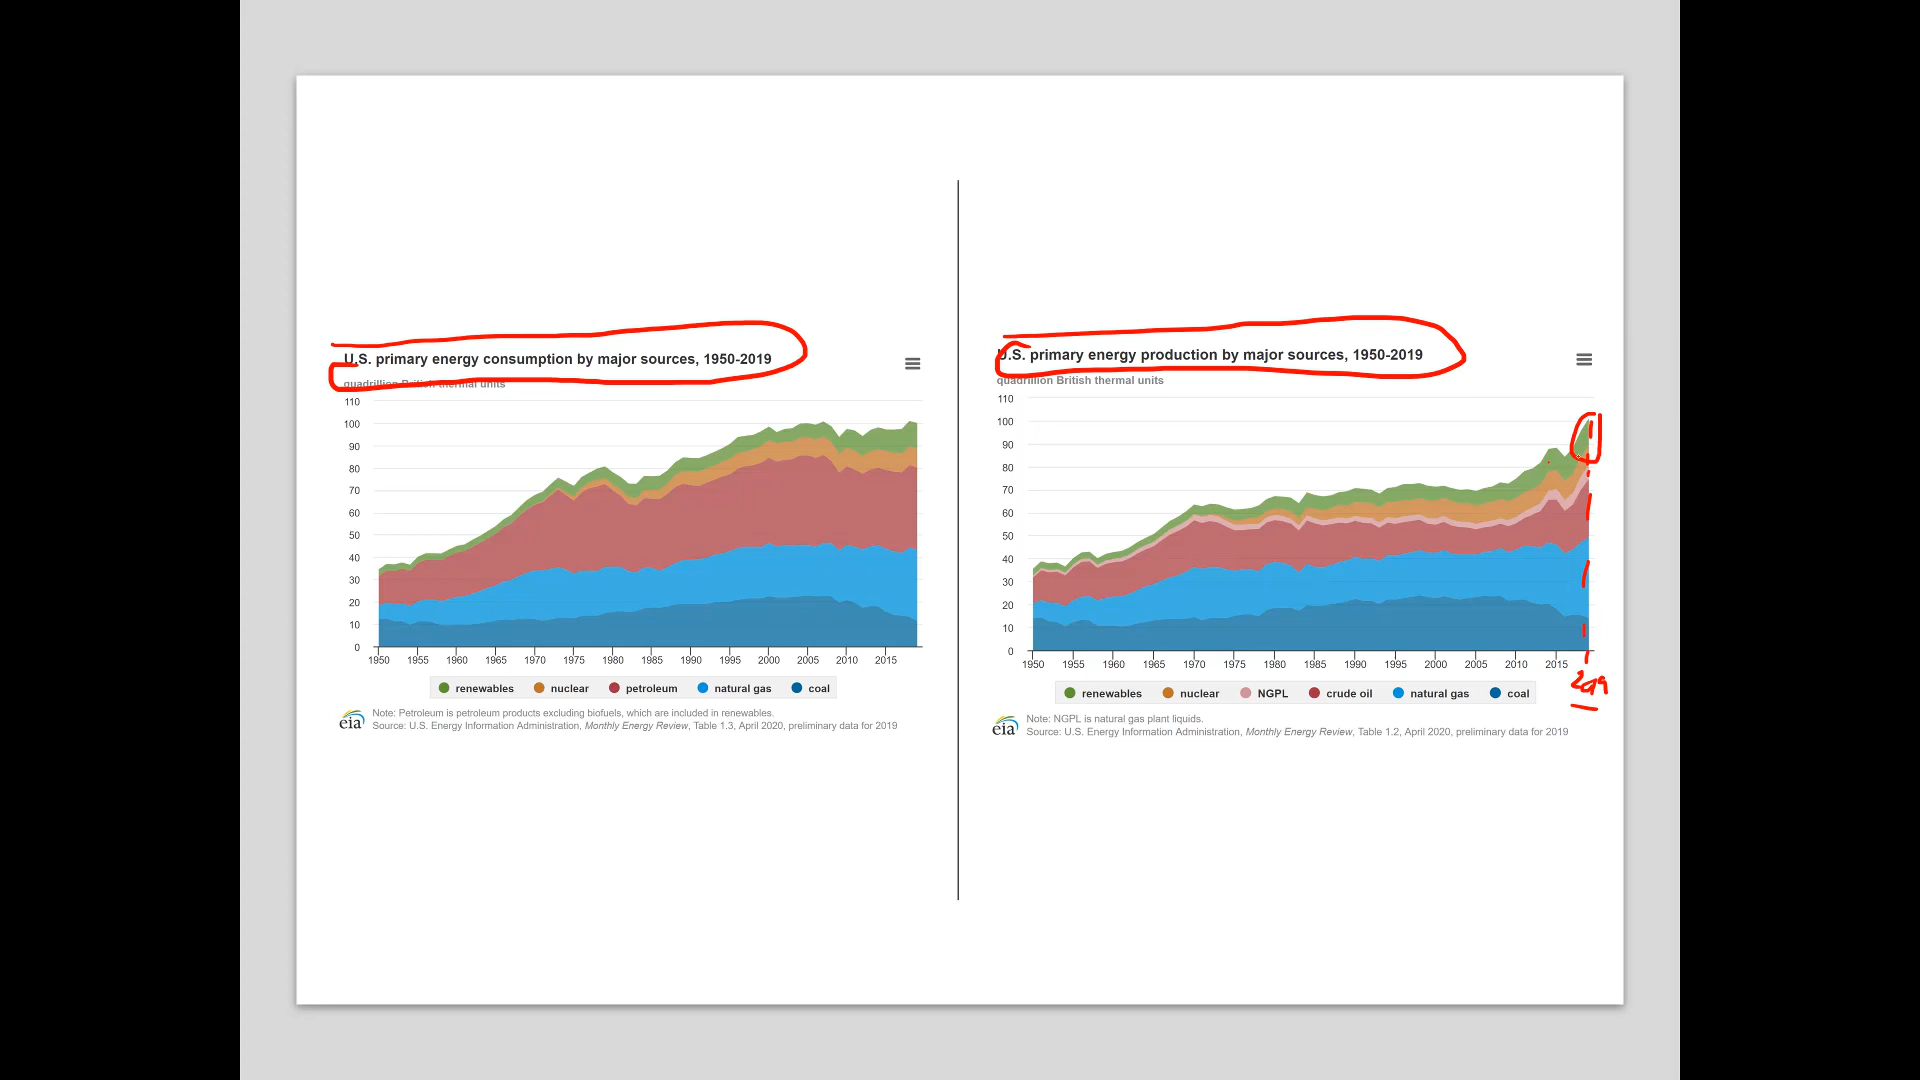 U.S. primary energy consumption by major sources, 1950-2019
quadrillion British thermal units
110
100
90
80
70
60
50
40
30
20
10
0
1950 1955 1960 1965 1970 1975 1980 1985 1990 1995 2000 2005 2010 2015
renewables nuclear petroleum natural gas coal
eia
Note: Petroleum is petroleum products excluding biofuels, which are included in renewables.
Source: U.S. Energy Information Administration, Monthly Energy Review, Table 1.3, April 2020, preliminary data for 2019
U.S. primary energy production by major sources, 1950-2019
quadrillion British thermal units
110
100
90
80
70
60
50
40
30
20
10
0
1950 1955 1960 1965 1970 1975 1980 1985 1990 1995 2000 2005 2010 2015
2019
renewables nuclear NGPL crude oil natural gas coal
eia
Note: NGPL is natural gas plant liquids.
Source: U.S. Energy Information Administration, Monthly Energy Review, Table 1.2, April 2020, preliminary data for 2019